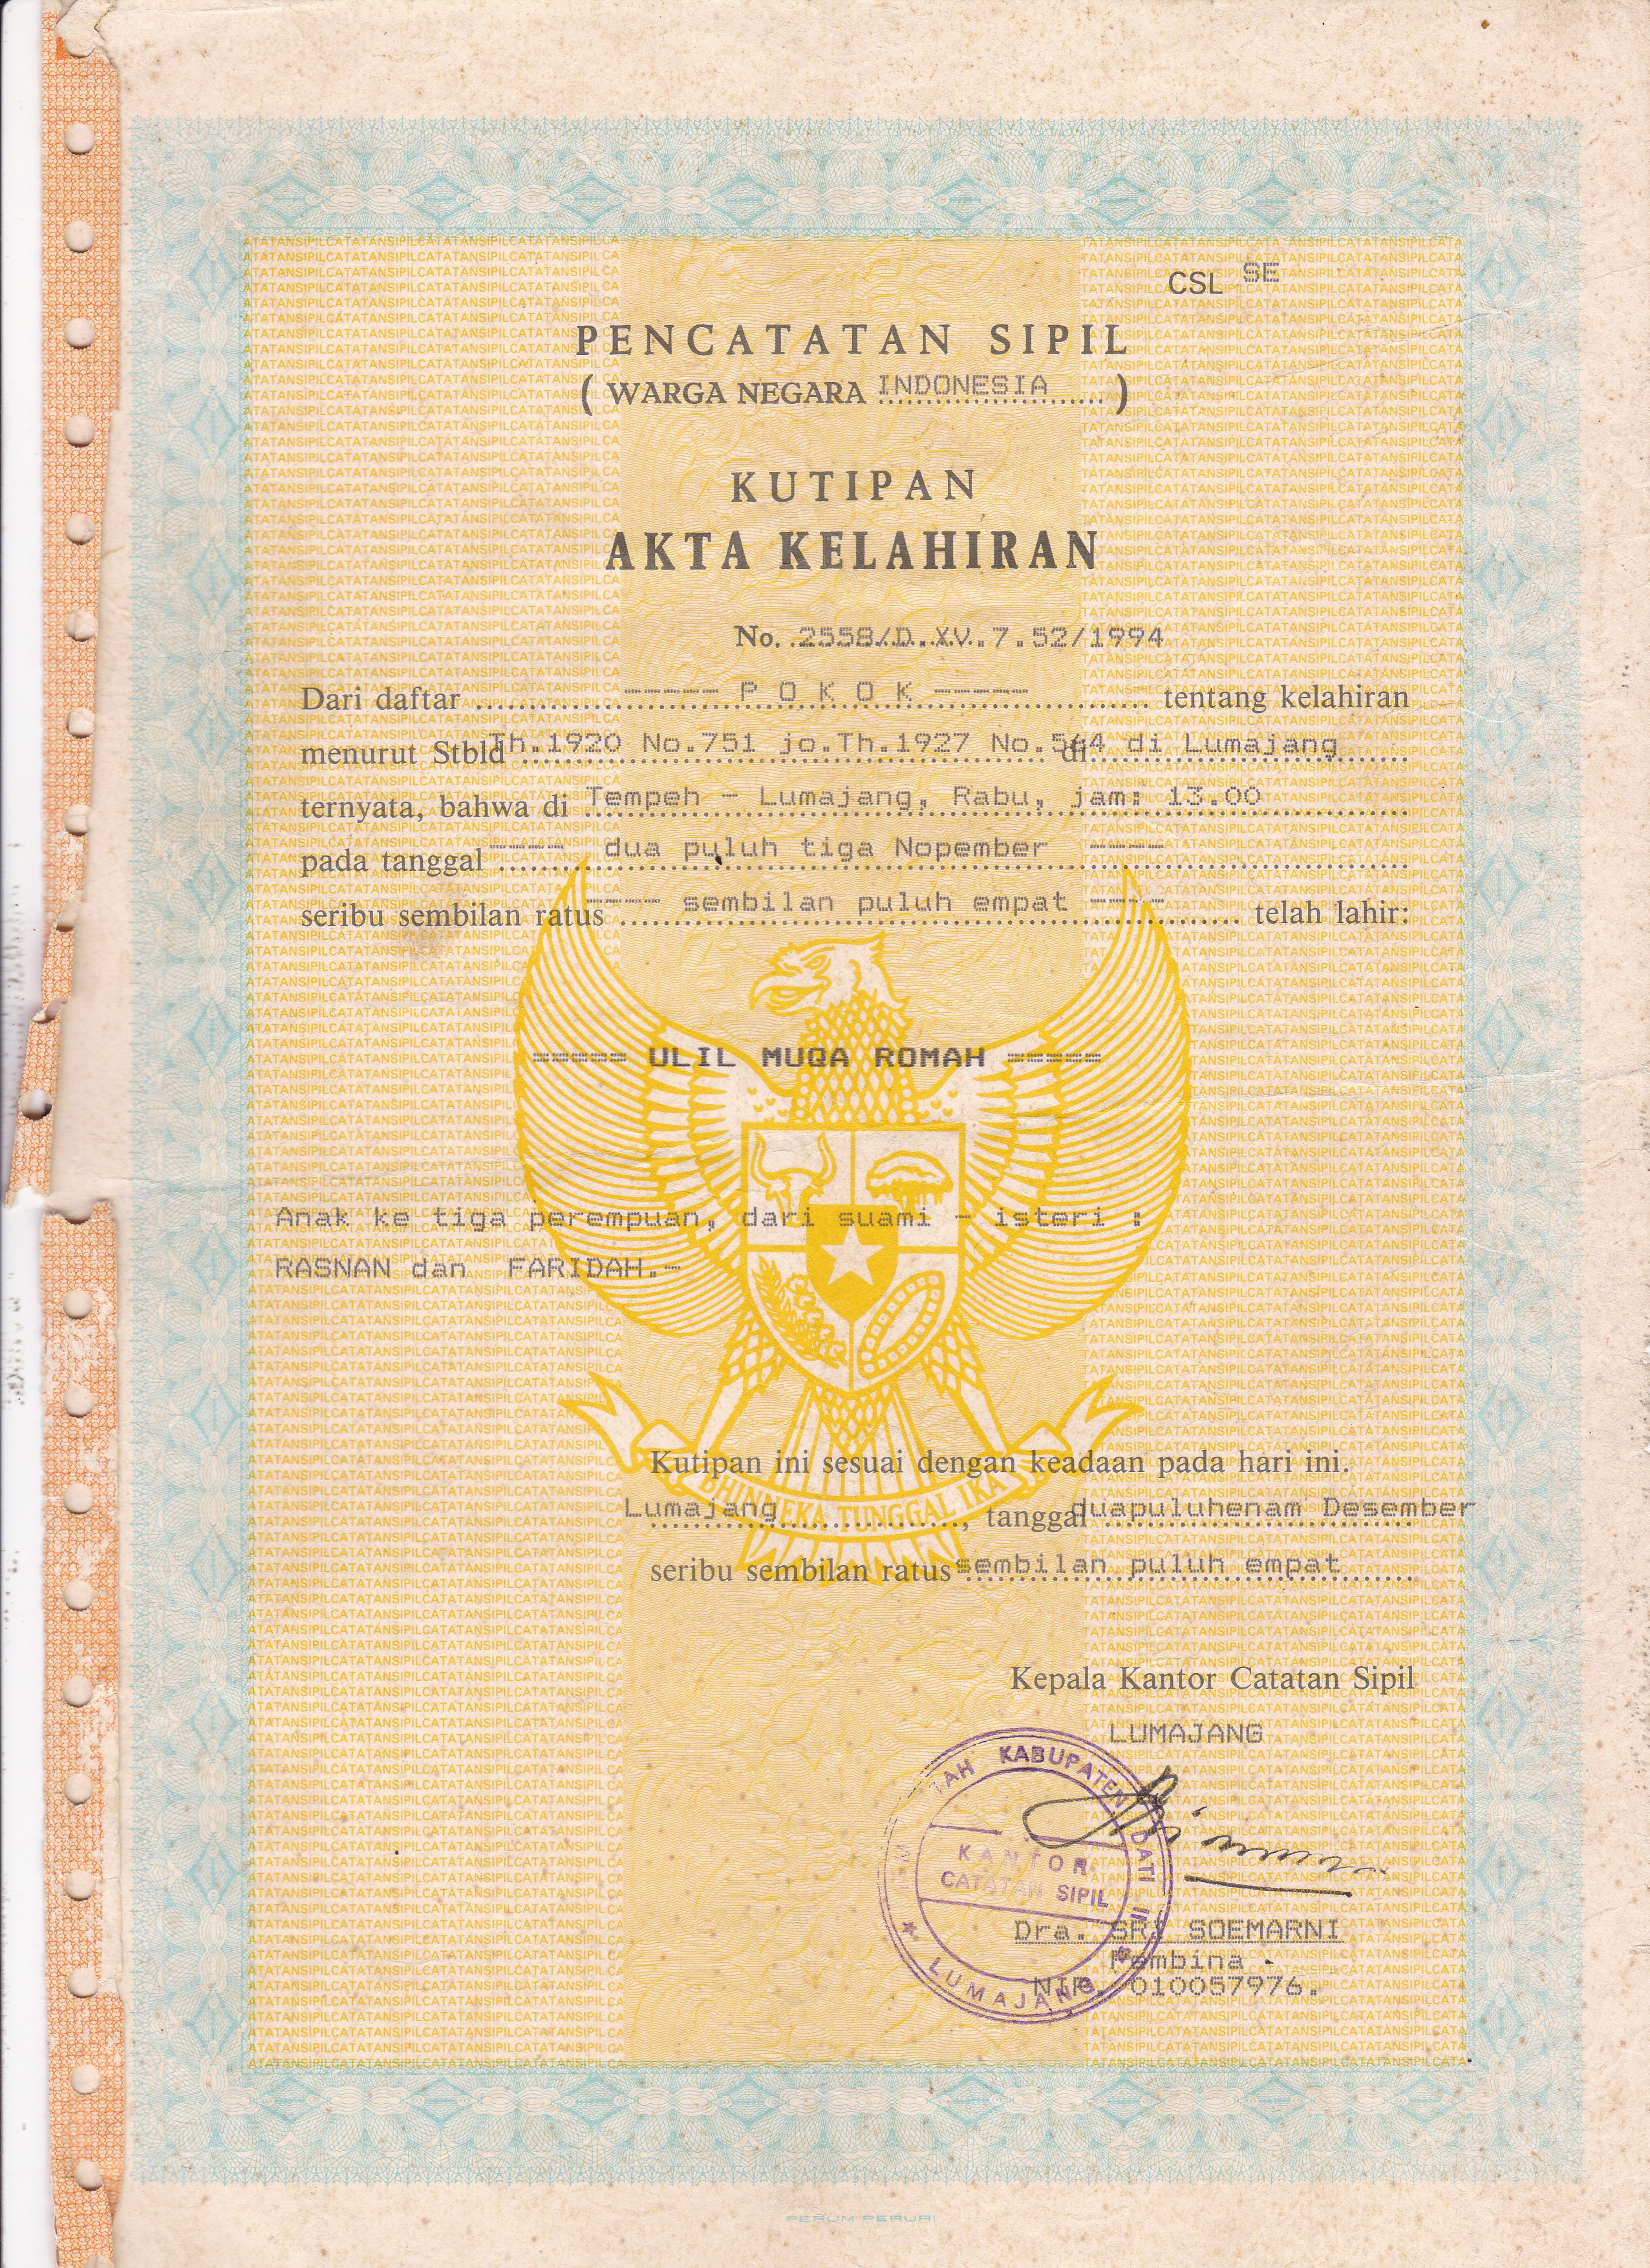 CSL SE
PENCATATAN SIPIL
( WARGA NEGARA INDONESIA )
KUTIPAN
AKTA KELAHIRAN
No. 2558/D.XV.7.52/1994
Dari daftar ----- P O K O K ----- tentang kelahiran
menurut Stbld Th.1920 No.751 jo.Th.1927 No.564 di di Lumajang
ternyata, bahwa di Tempeh - Lumajang, Rabu, jam: 13.00
pada tanggal ---- dua puluh tiga Nopember ----
seribu sembilan ratus ---- sembilan puluh empat ---- telah lahir:
----- ULIL MUQA ROMAH -----
Anak ke tiga perempuan, dari suami - isteri :
RASNAN dan FARIDAH.-
BHINNEKA TUNGGAL IKA
Kutipan ini sesuai dengan keadaan pada hari ini.
Lumajang, tanggal duapuluhenam Desember
seribu sembilan ratus sembilan puluh empat
Kepala Kantor Catatan Sipil
LUMAJANG
KABUPATEN DATI II
KANTOR
CATATAN SIPIL
LUMAJANG
Dra. SRI SOEMARNI
Pembina
NIP. 010057976.
PERUM PERURI